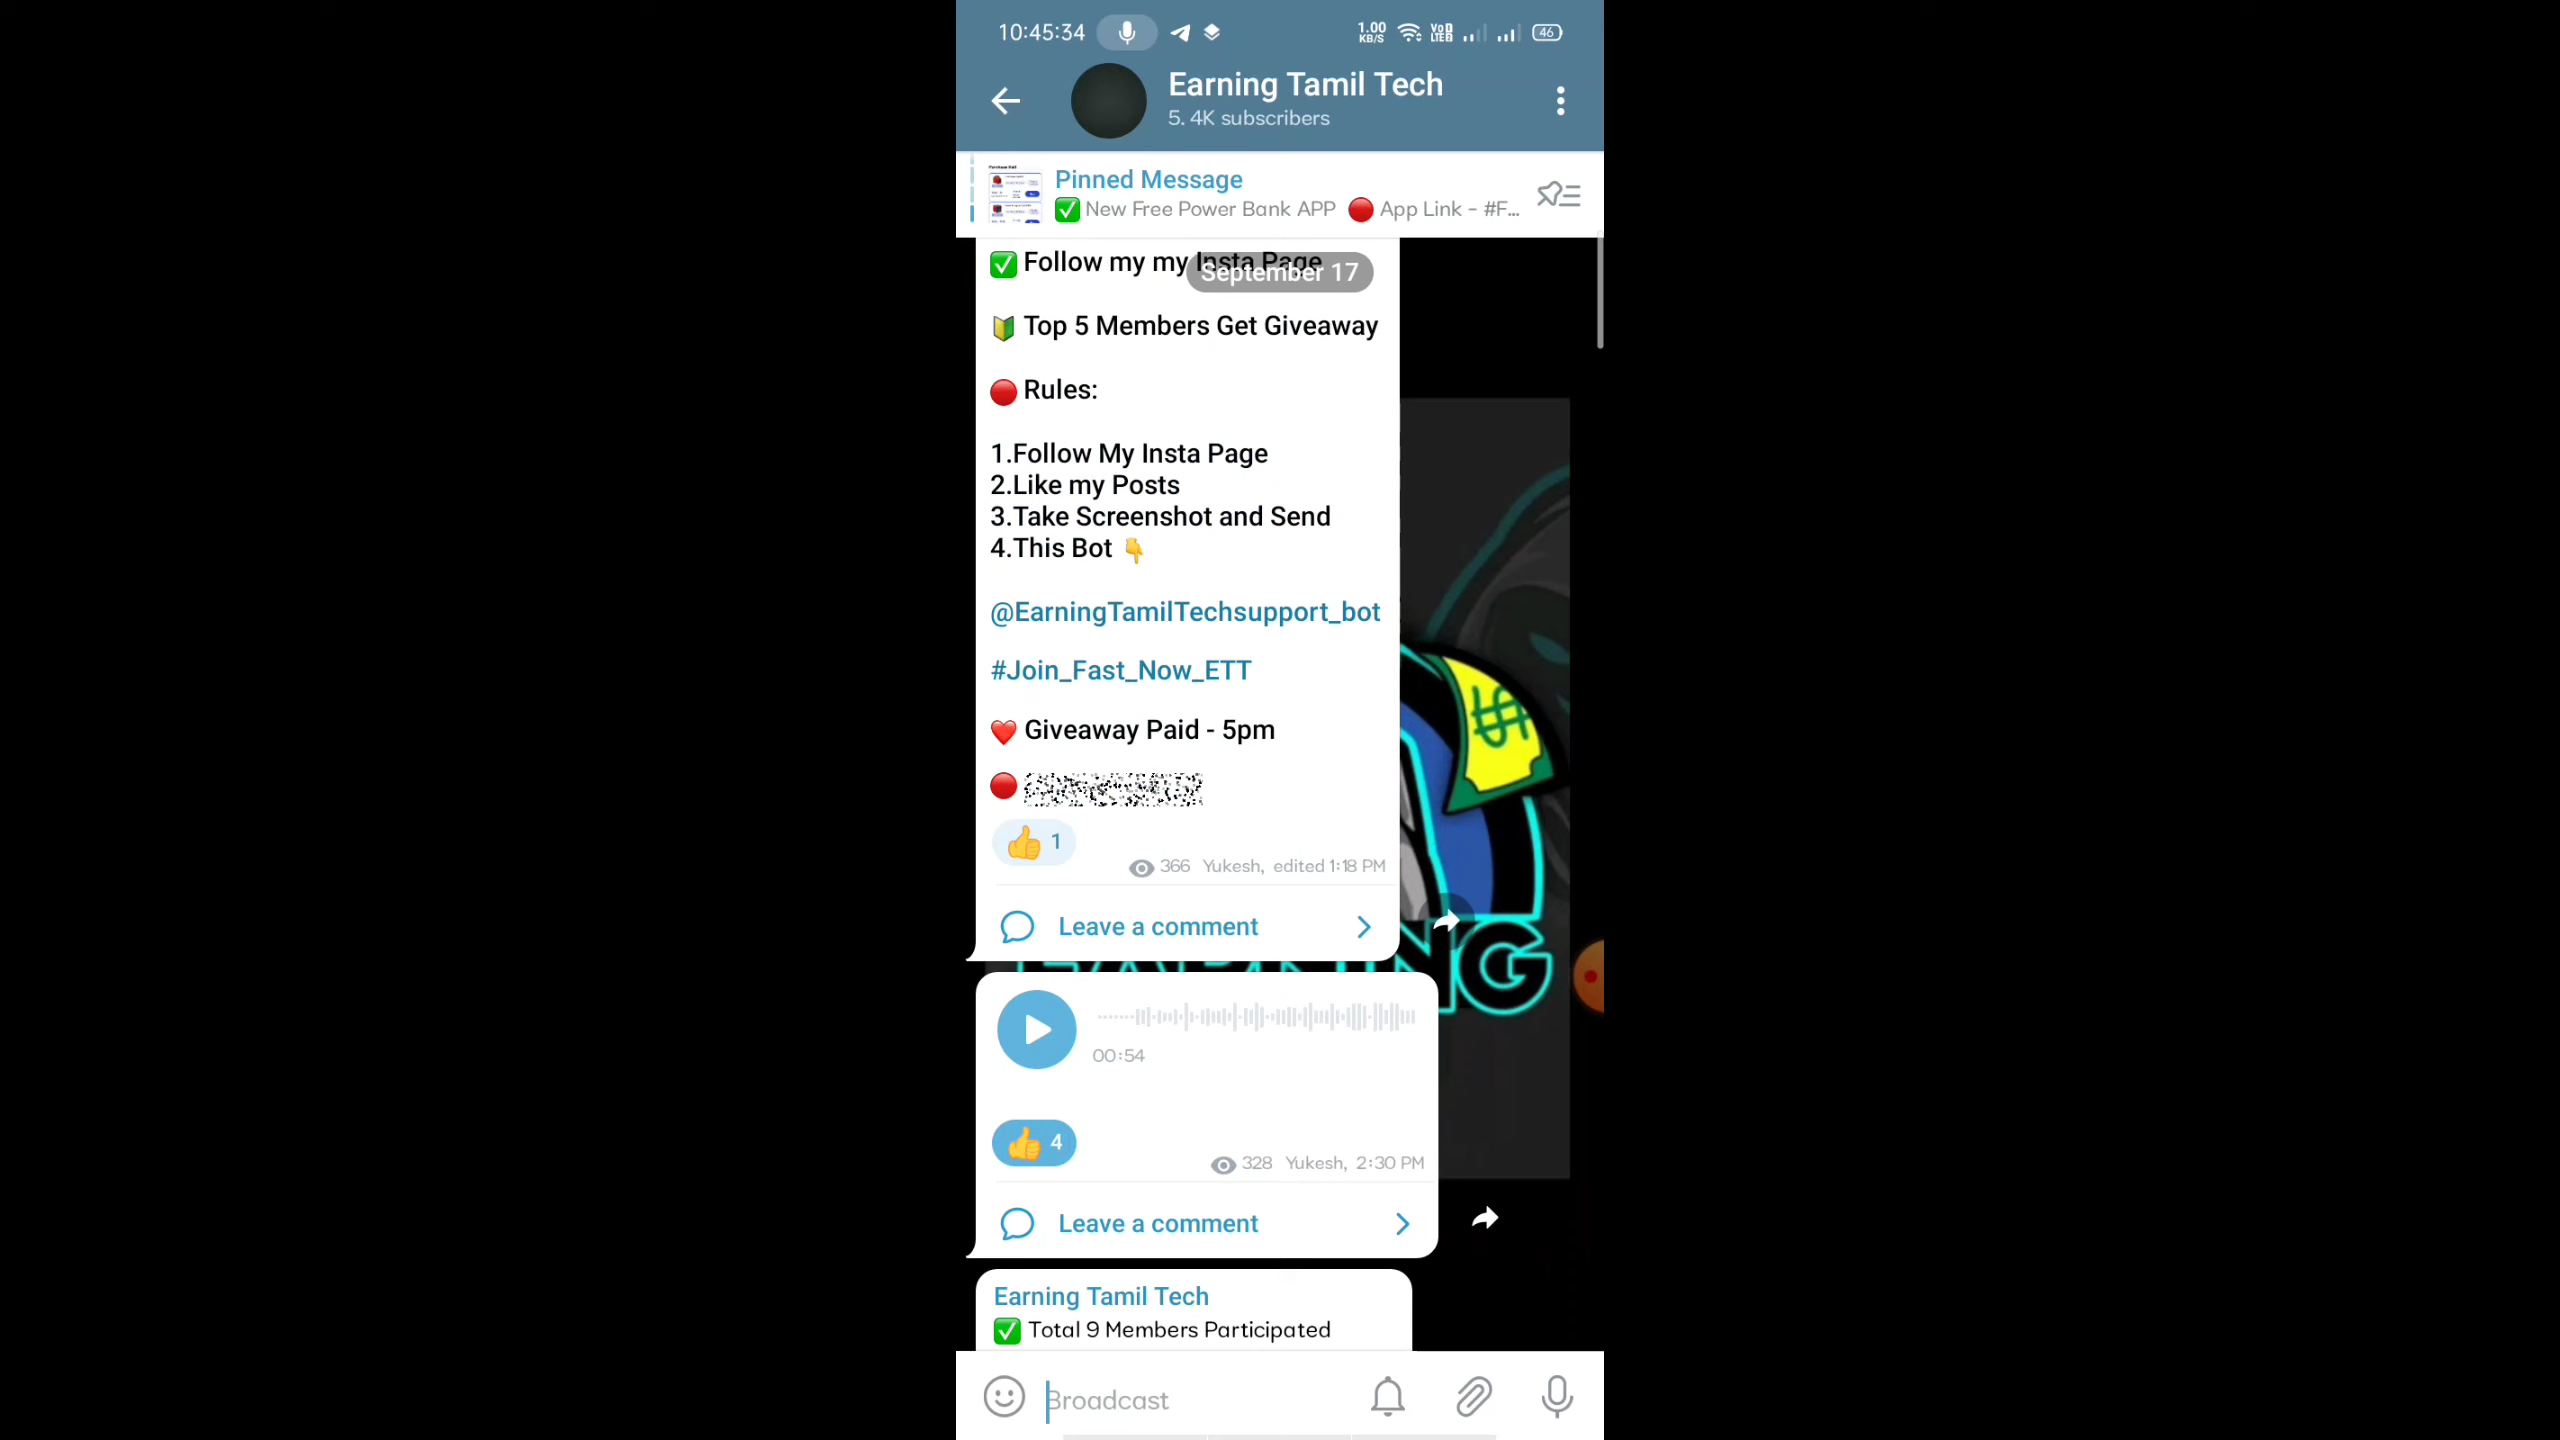 10:45:34
1.00 KB/S
46
Earning Tamil Tech
5. 4K subscribers
Pinned Message
✅ New Free Power Bank APP 🔴 App Link - #F...
✅ Follow my my Insta Page
September 17
🔰 Top 5 Members Get Giveaway
🔴 Rules:
1.Follow My Insta Page
2.Like my Posts
3.Take Screenshot and Send
4.This Bot 👇
@EarningTamilTechsupport_bot
#Join_Fast_Now_ETT
❤️ Giveaway Paid - 5pm
🔴
👍 1
366 Yukesh, edited 1:18 PM
Leave a comment
00:54
👍 4
328 Yukesh, 2:30 PM
Leave a comment
Earning Tamil Tech
✅ Total 9 Members Participated
Broadcast